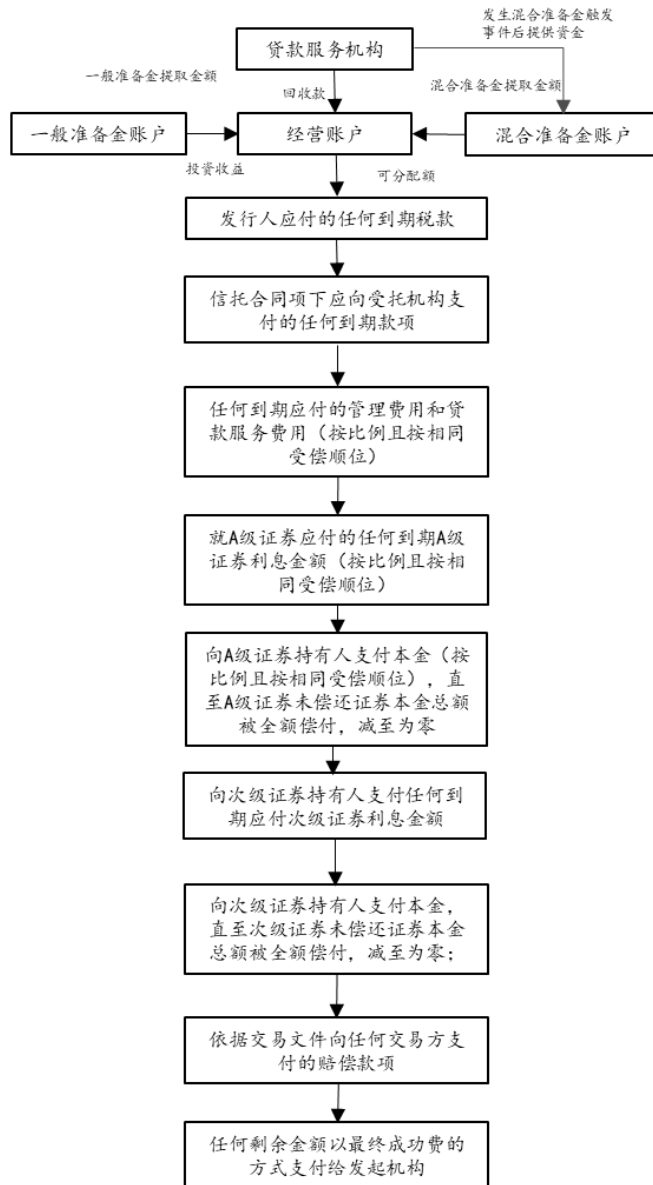 发生混合准备金触发
事件后提供资金
贷款服务机构
一般准备金提取金额
回收款
混合准备金提取金额
一般准备金账户
经营账户
混合准备金账户
投资收益
可分配额
发行人应付的任何到期税款
信托合同项下应向受托机构支
付的任何到期款项
任何到期应付的管理费用和贷
款服务费用（按比例且按相同
受偿顺位）
就A级证券应付的任何到期A级
证券利息金额（按比例且按相
同受偿顺位）
向A级证券持有人支付本金（按
比例且按相同受偿顺位），直
至A级证券未偿还证券本金总额
被全额偿付，减至为零
向次级证券持有人支付任何到
期应付次级证券利息金额
向次级证券持有人支付本金，
直至次级证券未偿还证券本金
总额被全额偿付，减至为零；
依据交易文件向任何交易方支
付的赔偿款项
任何剩余金额以最终成功费的
方式支付给发起机构